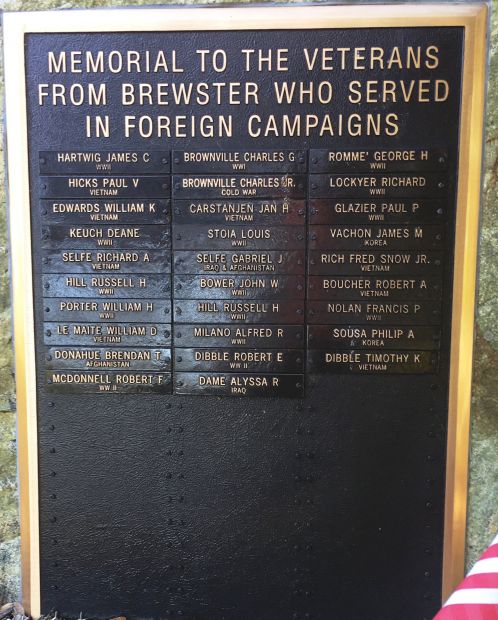 MEMORIAL TO THE VETERANS
FROM BREWSTER WHO SERVED
IN FOREIGN CAMPAIGNS
HARTWIG JAMES C
WWII
HICKS PAUL V
VIETNAM
EDWARDS WILLIAM K
VIETNAM
KEUCH DEANE
WWII
SELFE RICHARD A
VIETNAM
HILL RUSSELL H
WWII
PORTER WILLIAM H
WWII
LE MAITE WILLIAM D
VIETNAM
DONAHUE BRENDAN T
AFGHANISTAN
MCDONNELL ROBERT F
WW II
BROWNVILLE CHARLES G
WWI
BROWNVILLE CHARLES JR.
COLD WAR
CARSTANJEN JAN H
VIETNAM
STOIA LOUIS
WWII
SELFE GABRIEL J
IRAQ & AFGHANISTAN
BOWER JOHN W
WWII
HILL RUSSELL H
WWII
MILANO ALFRED R
WWII
DIBBLE ROBERT E
WW II
DAME ALYSSA R
IRAQ
ROMME' GEORGE H
WWII
LOCKYER RICHARD
WWII
GLAZIER PAUL P
WWII
VACHON JAMES M
KOREA
RICH FRED SNOW JR.
VIETNAM
BOUCHER ROBERT A
VIETNAM
NOLAN FRANCIS P
WWII
SOUSA PHILIP A
KOREA
DIBBLE TIMOTHY K
VIETNAM